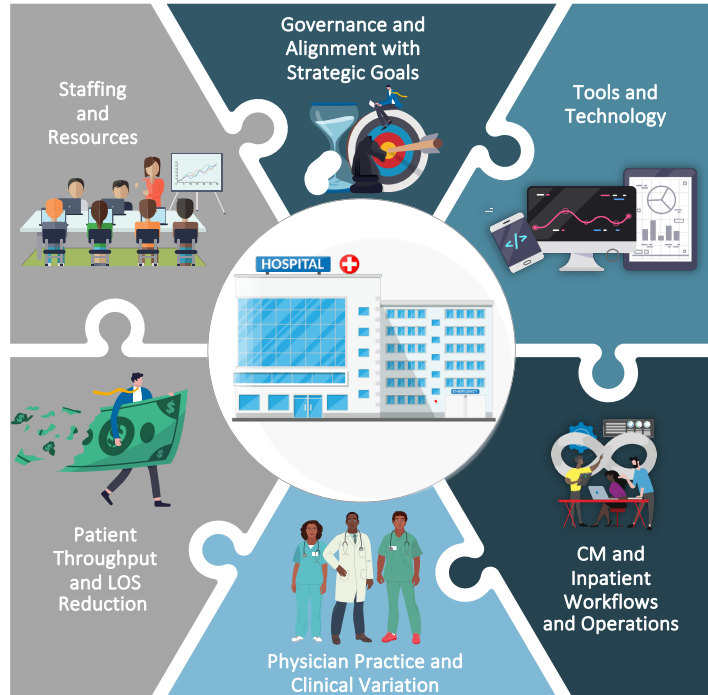 Governance and
Alignment with
Strategic Goals
Staffing
and
Resources
Tools and
Technology
</>
HOSPITAL
EMERGENCY
$
$
Patient
Throughput
and LOS
Reduction
CM and
Inpatient
Workflows
and Operations
Physician Practice and
Clinical Variation